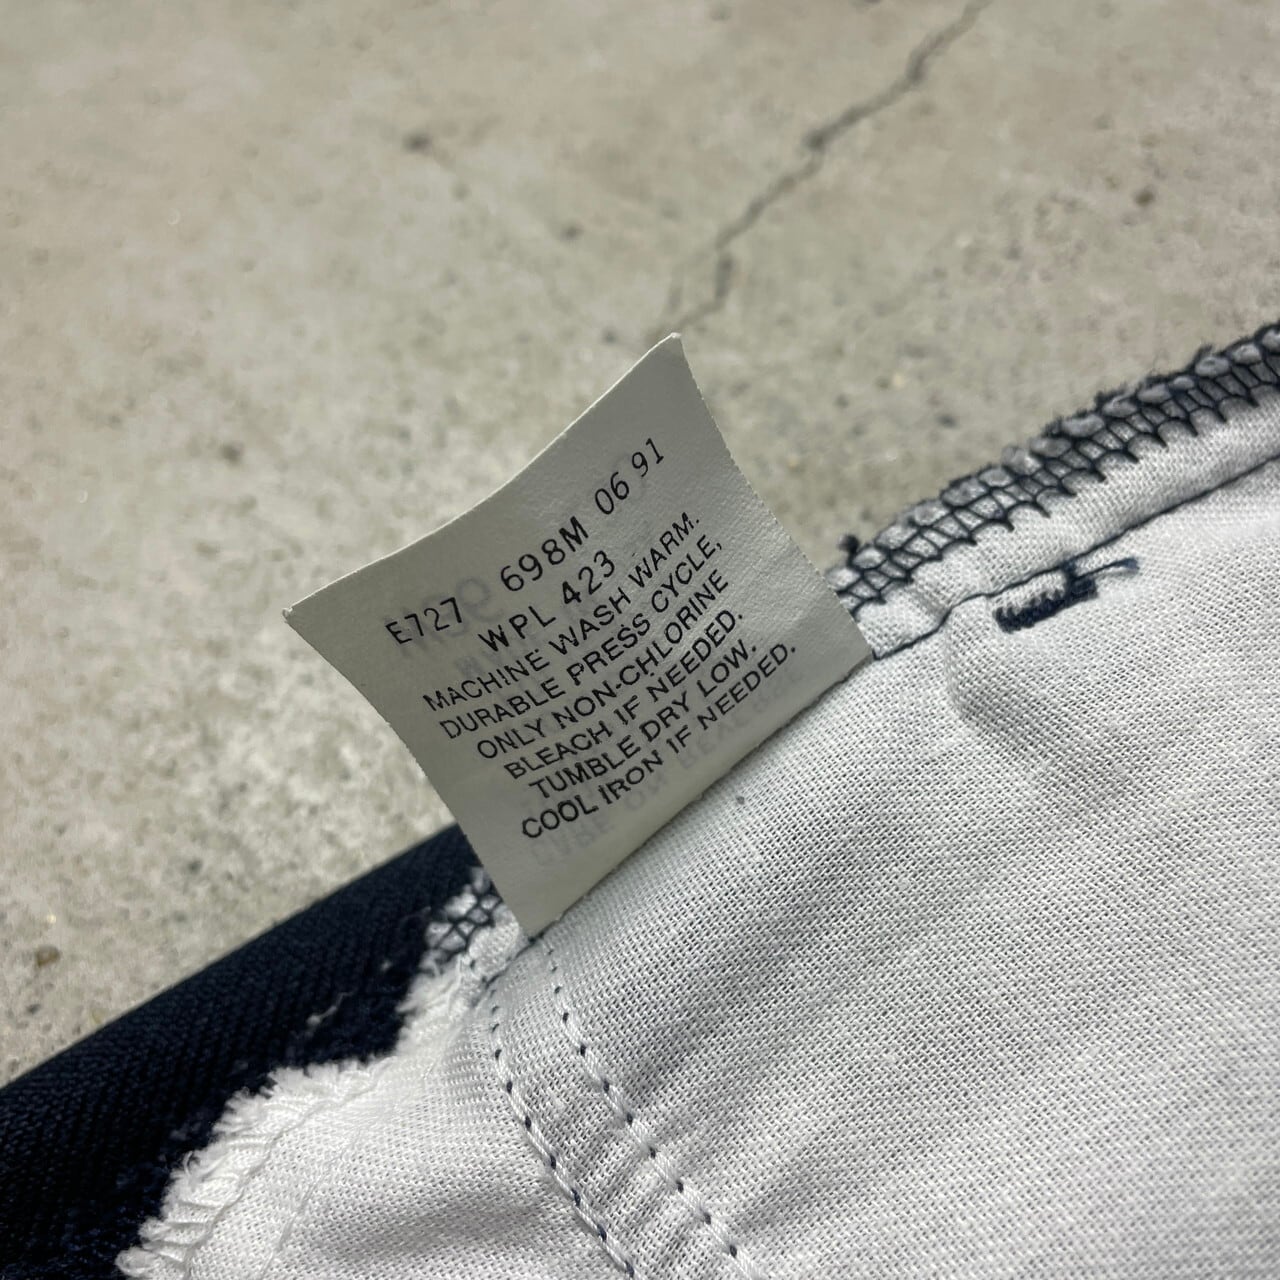 E727 698M 06 91
WPL 423
MACHINE WASH WARM.
DURABLE PRESS CYCLE,
ONLY NON-CHLORINE
BLEACH IF NEEDED.
TUMBLE DRY LOW.
COOL IRON IF NEEDED.